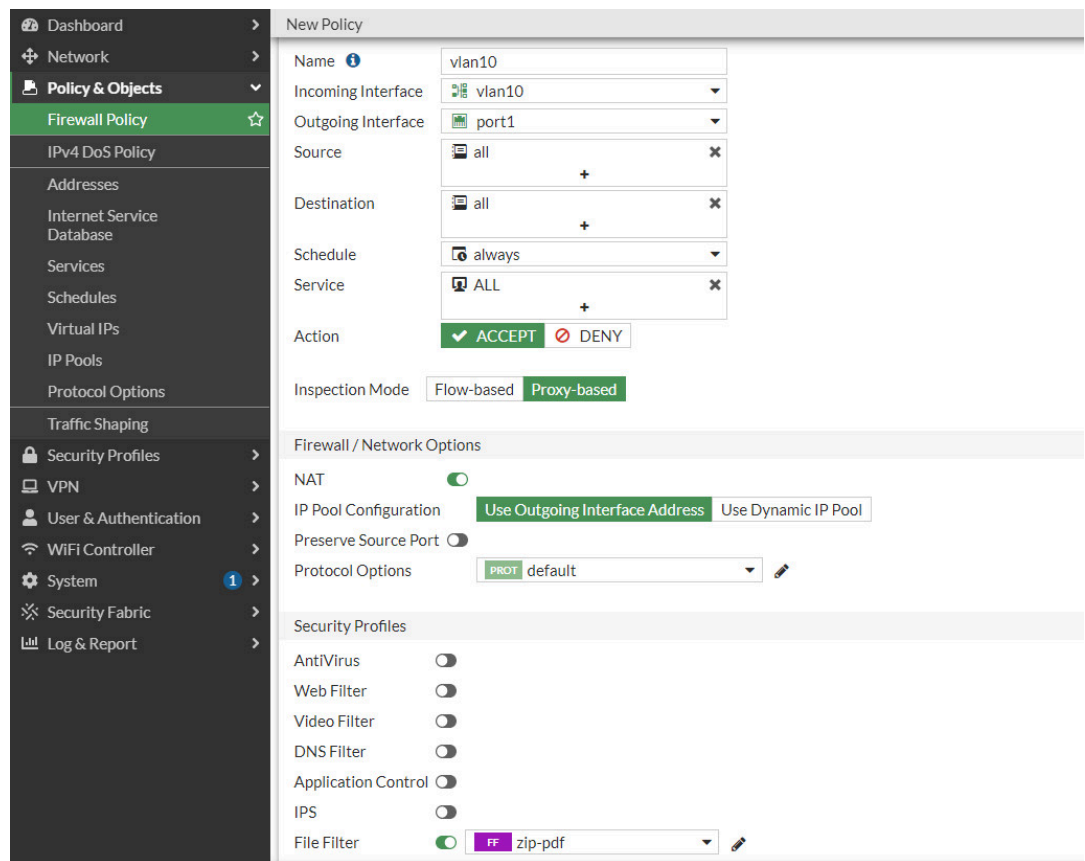 Dashboard
Network
Policy & Objects
Firewall Policy
IPv4 DoS Policy
Addresses
Internet Service
Database
Services
Schedules
Virtual IPs
IP Pools
Protocol Options
Traffic Shaping
Security Profiles
VPN
User & Authentication
WiFi Controller
System 1
Security Fabric
Log & Report
New Policy
Name vlan10
Incoming Interface vlan10
Outgoing Interface port1
Source all
+
Destination all
+
Schedule always
Service ALL
+
Action ACCEPT DENY
Inspection Mode Flow-based Proxy-based
Firewall / Network Options
NAT
IP Pool Configuration Use Outgoing Interface Address Use Dynamic IP Pool
Preserve Source Port
Protocol Options PROT default
Security Profiles
AntiVirus
Web Filter
Video Filter
DNS Filter
Application Control
IPS
File Filter FF zip-pdf